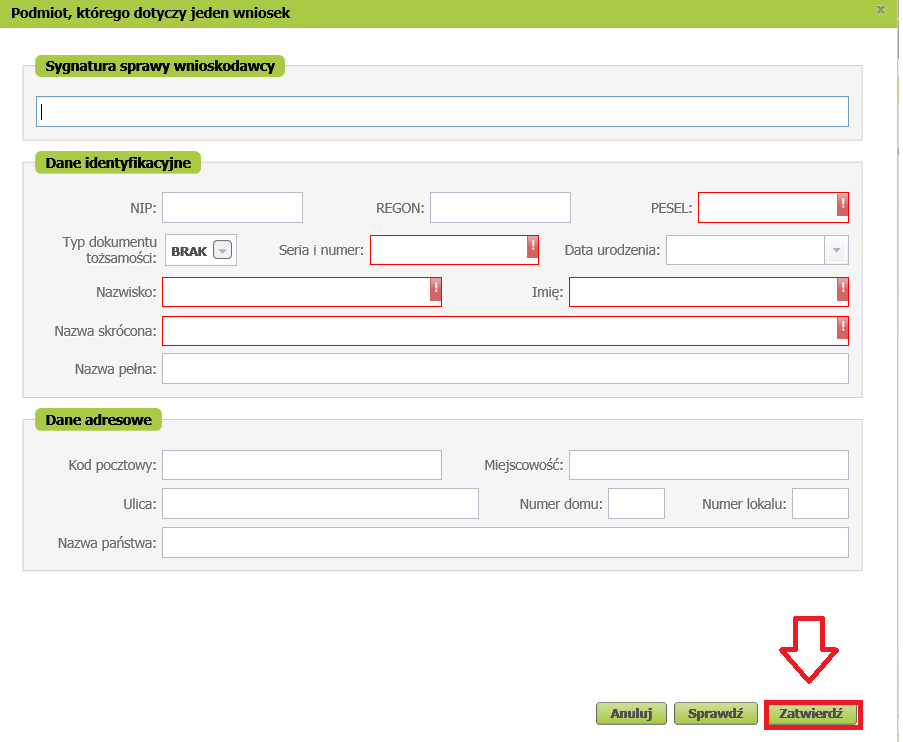 Podmiot, którego dotyczy jeden wniosek x
Sygnatura sprawy wnioskodawcy
Dane identyfikacyjne
NIP: REGON: PESEL: !
Typ dokumentu tożsamości: BRAK Seria i numer: ! Data urodzenia:
Nazwisko: ! Imię: !
Nazwa skrócona: !
Nazwa pełna:
Dane adresowe
Kod pocztowy: Miejscowość:
Ulica: Numer domu: Numer lokalu:
Nazwa państwa:
Anuluj Sprawdź Zatwierdź